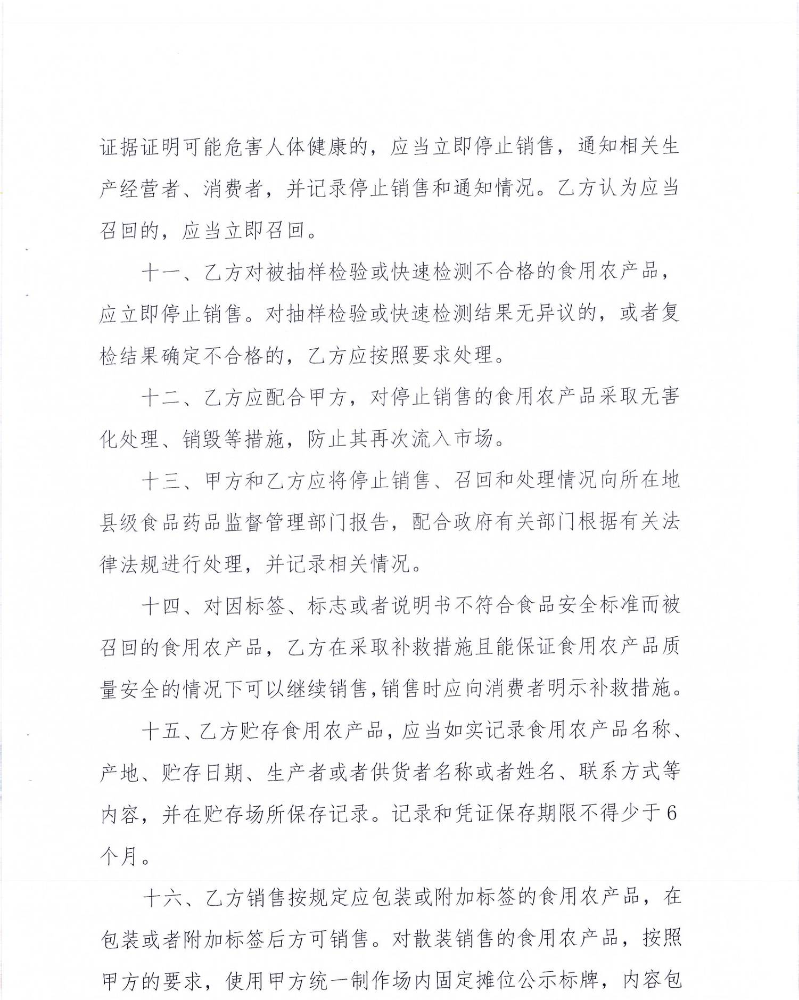 证据证明可能危害人体健康的，应当立即停止销售，通知相关生
产经营者、消费者，并记录停止销售和通知情况。乙方认为应当
召回的，应当立即召回。
十一、乙方对被抽样检验或快速检测不合格的食用农产品，
应立即停止销售。对抽样检验或快速检测结果无异议的，或者复
检结果确定不合格的，乙方应按照要求处理。
十二、乙方应配合甲方，对停止销售的食用农产品采取无害
化处理、销毁等措施，防止其再次流入市场。
十三、甲方和乙方应将停止销售、召回和处理情况向所在地
县级食品药品监督管理部门报告，配合政府有关部门根据有关法
律法规进行处理，并记录相关情况。
十四、对因标签、标志或者说明书不符合食品安全标准而被
召回的食用农产品，乙方在采取补救措施且能保证食用农产品质
量安全的情况下可以继续销售，销售时应向消费者明示补救措施。
十五、乙方贮存食用农产品，应当如实记录食用农产品名称、
产地、贮存日期、生产者或者供货者名称或者姓名、联系方式等
内容，并在贮存场所保存记录。记录和凭证保存期限不得少于 6
个月。
十六、乙方销售按规定应包装或附加标签的食用农产品，在
包装或者附加标签后方可销售。对散装销售的食用农产品，按照
甲方的要求，使用甲方统一制作场内固定摊位公示标牌，内容包